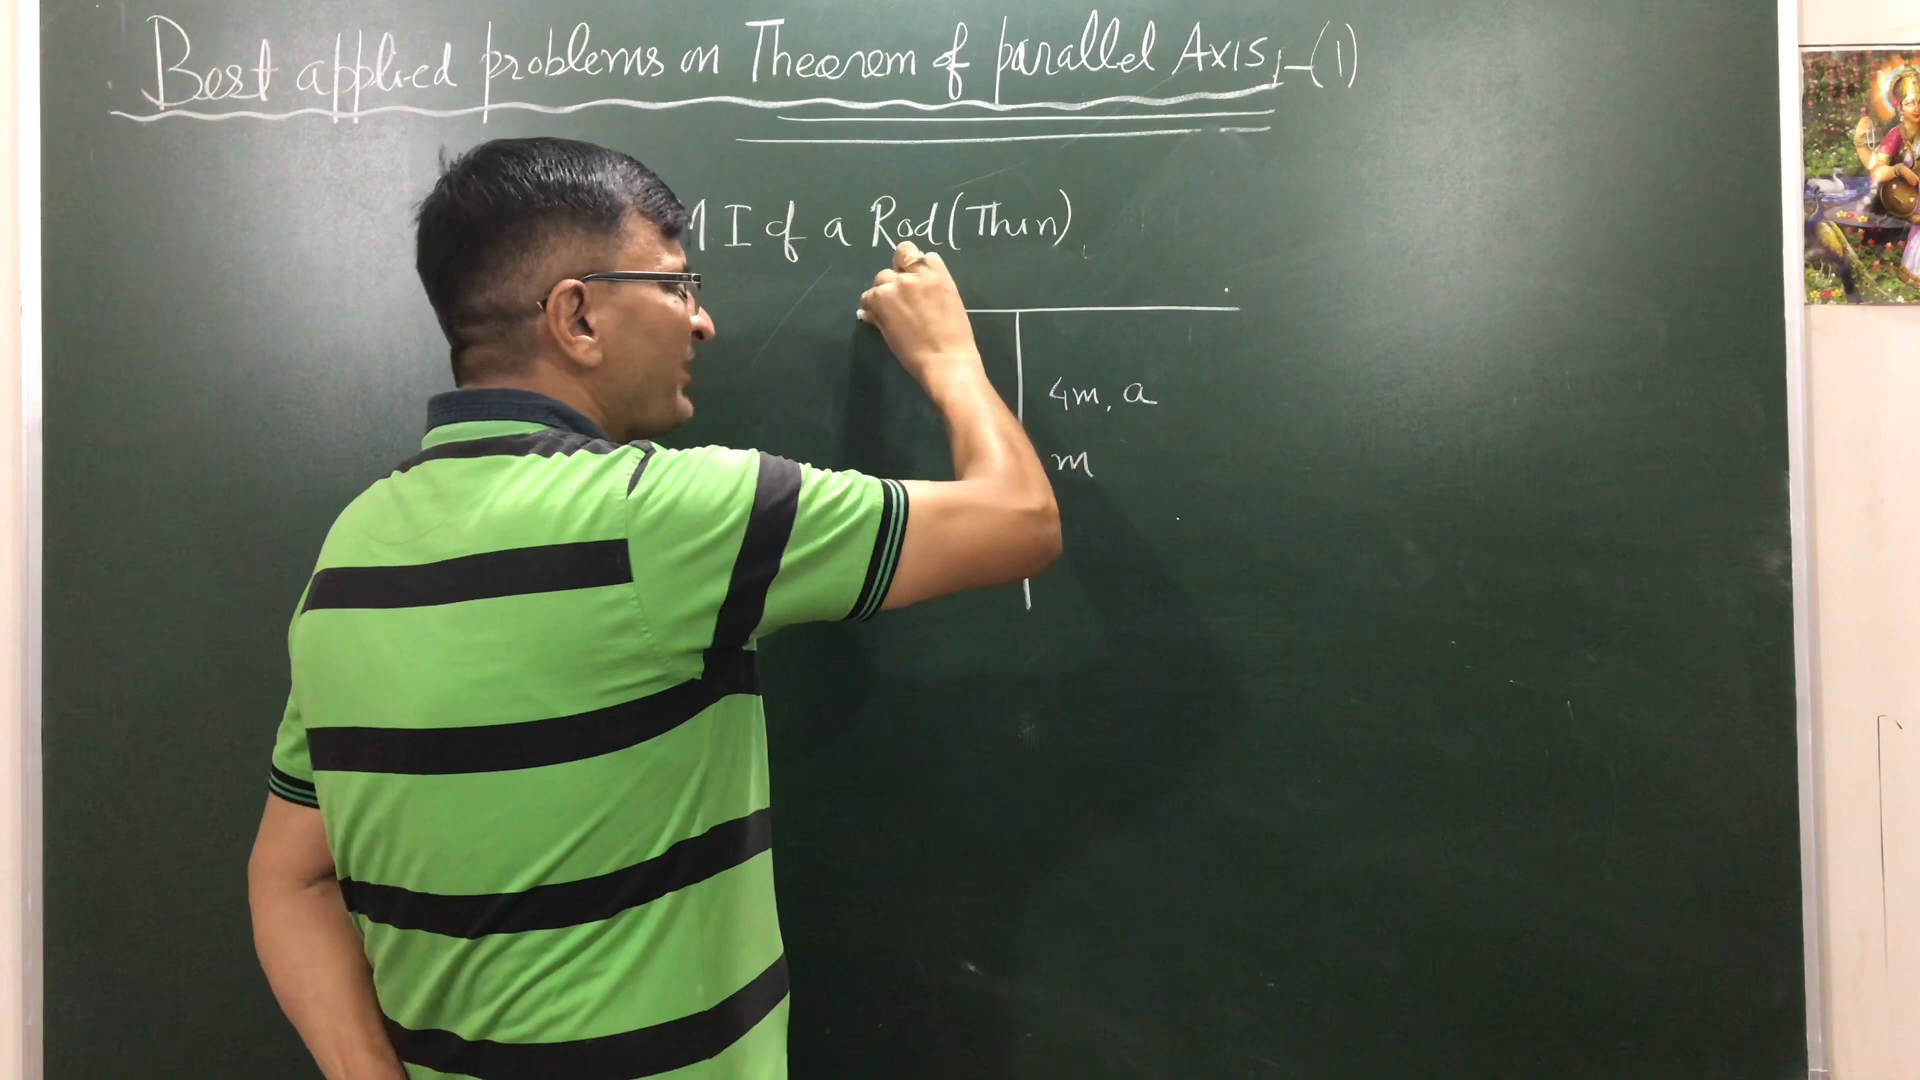 Best applied problems on Theorem of parallel Axis,-(1)
I of a Rod (Thin)
4m, a
m